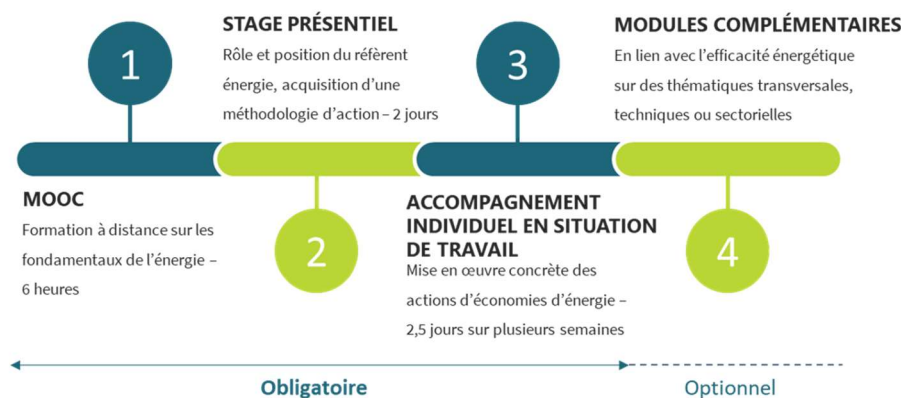 1
MOOC
Formation à distance sur les
fondamentaux de l'énergie –
6 heures
STAGE PRÉSENTIEL
Rôle et position du réfèrent
énergie, acquisition d'une
méthodologie d'action – 2 jours
2
3
ACCOMPAGNEMENT
INDIVIDUEL EN SITUATION
DE TRAVAIL
Mise en œuvre concrète des
actions d'économies d'énergie –
2,5 jours sur plusieurs semaines
MODULES COMPLÉMENTAIRES
En lien avec l'efficacité énergétique
sur des thématiques transversales,
techniques ou sectorielles
4
Obligatoire
Optionnel